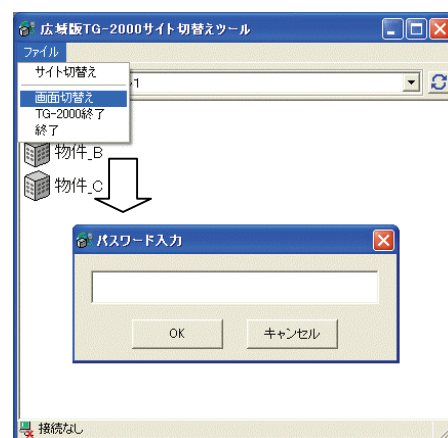 広域版TG-2000サイト切替えツール
ファイル
サイト切替え
1
画面切替え
TG-2000終了
終了
物件_B
物件_C
パスワード入力
OK
キャンセル
接続なし